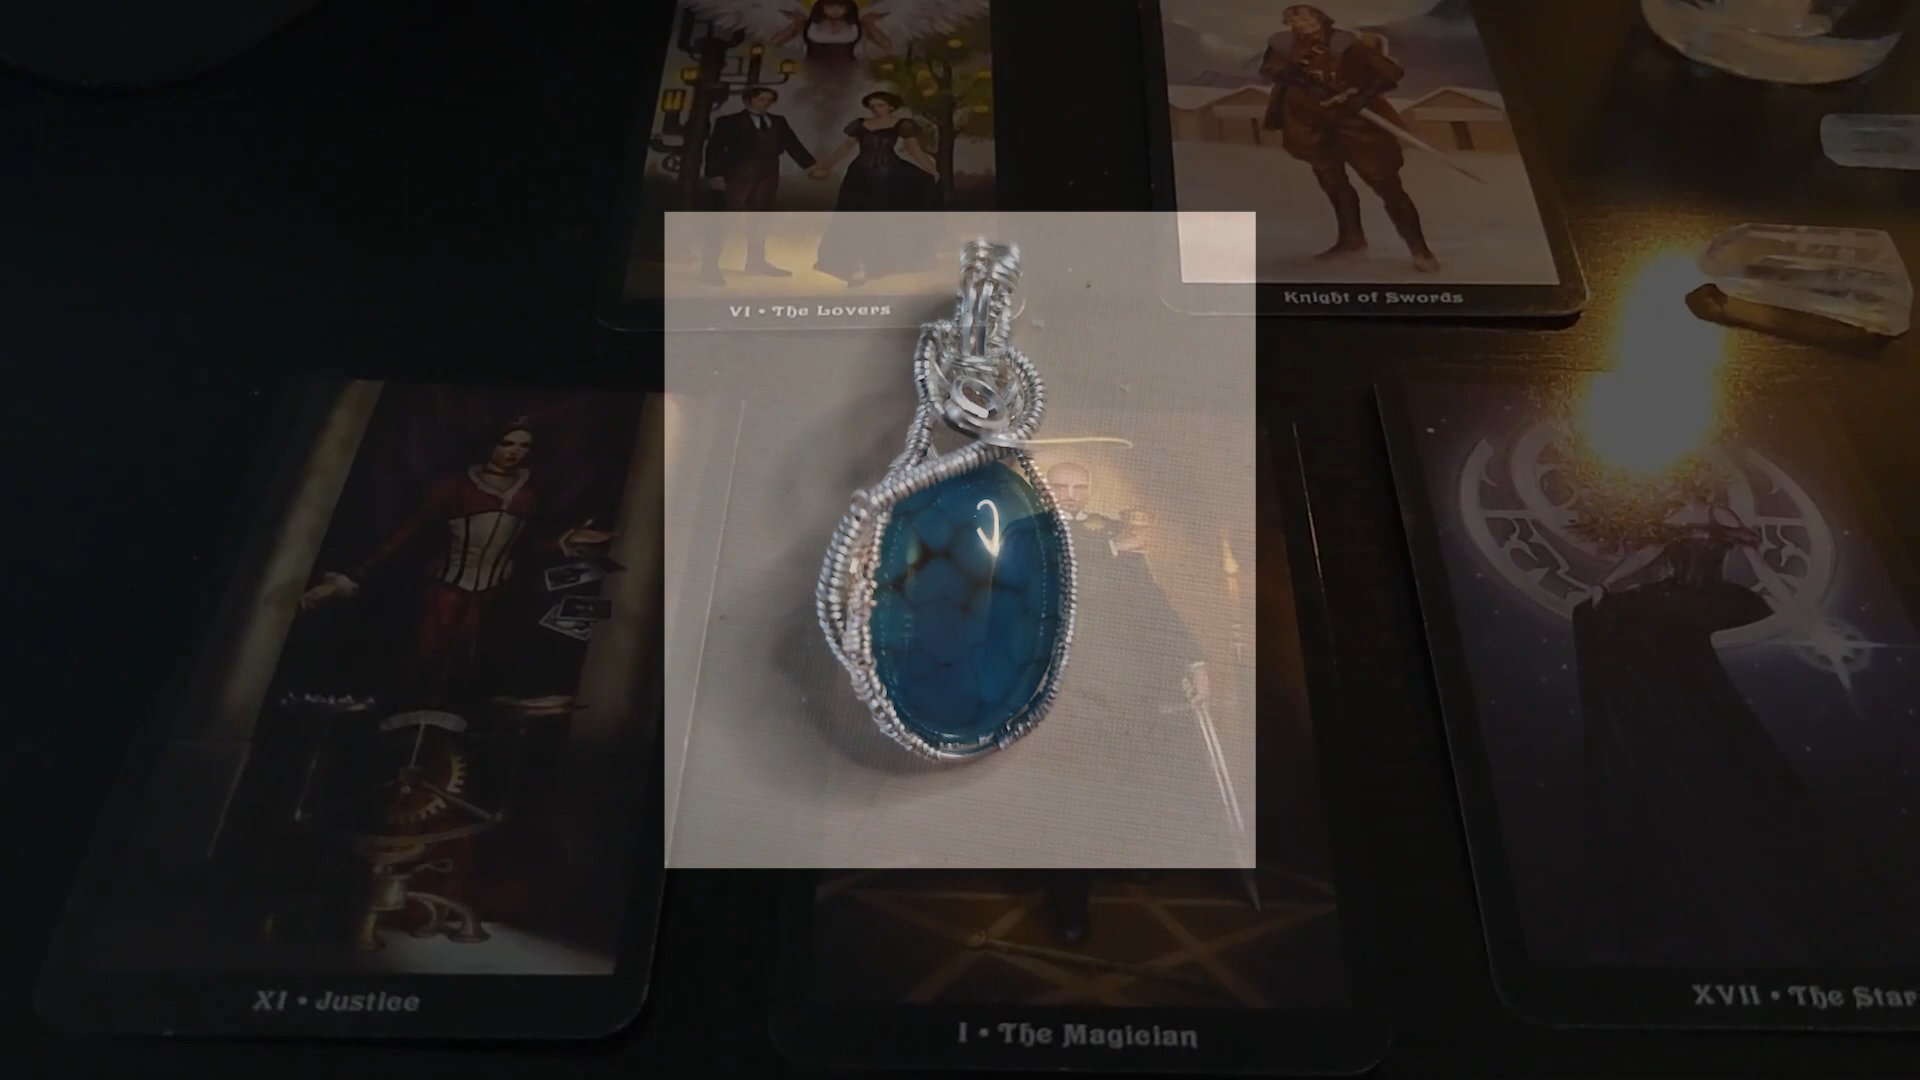 VI • The Lovers
Knight of Swords
XI • Justice
I • The Magician
XVII • The Star